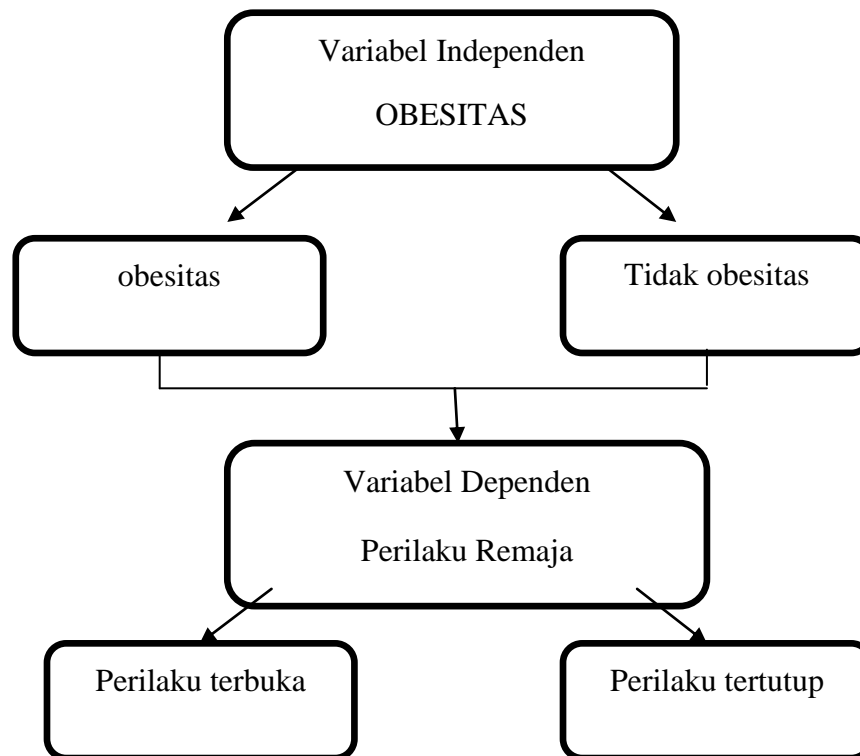 Variabel Independen
OBESITAS
obesitas
Tidak obesitas
Variabel Dependen
Perilaku Remaja
Perilaku terbuka
Perilaku tertutup